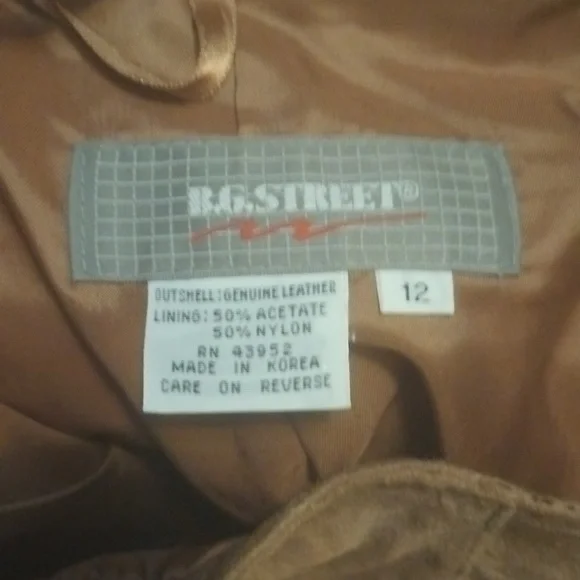 B.G.STREET®
OUTSHELL:GENUINE LEATHER
LINING: 50% ACETATE
50% NYLON
RN 43952
MADE IN KOREA
CARE ON REVERSE
12